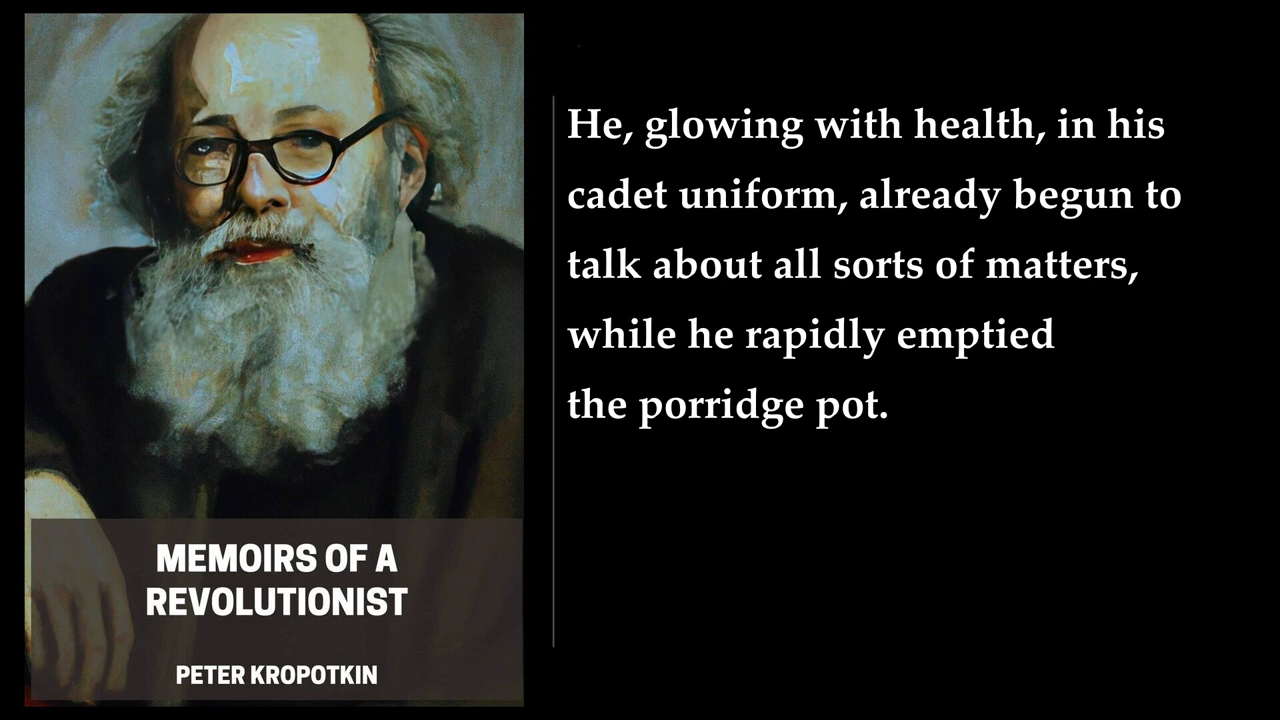 He, glowing with health, in his
cadet uniform, already begun to
talk about all sorts of matters,
while he rapidly emptied
the porridge pot.
MEMOIRS OF A
REVOLUTIONIST
PETER KROPOTKIN